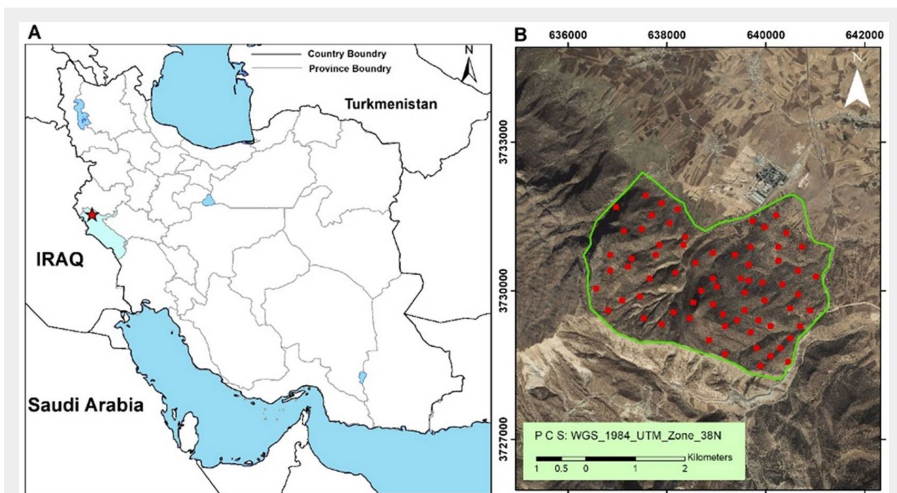 A
Country Boundry
Province Boundry
N
Turkmenistan
IRAQ
Saudi Arabia
B
636000 638000 640000 642000
N
3733000
3730000
3727000
P C S: WGS_1984_UTM_Zone_38N
1 0.5 0 1 2 Kilometers